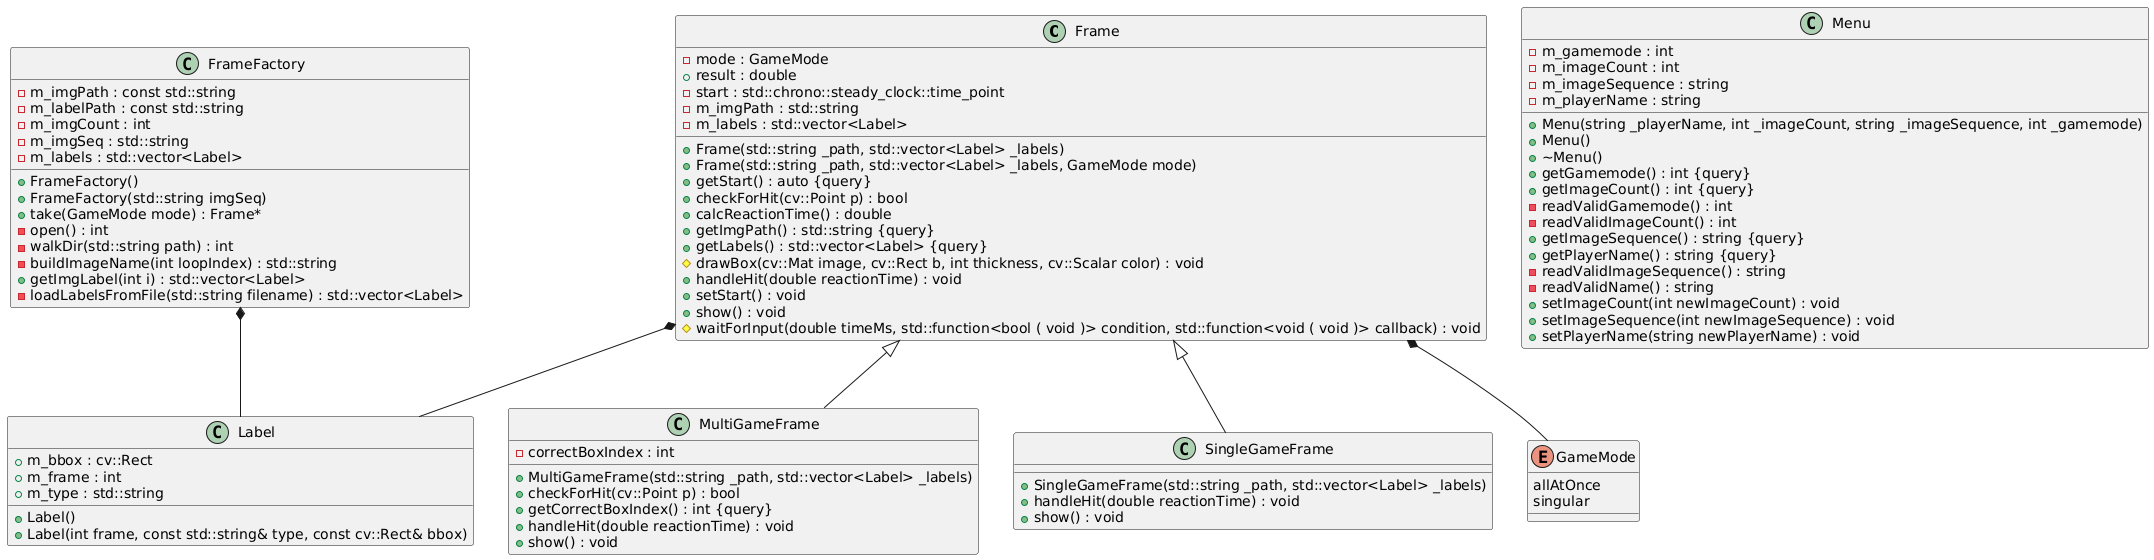 C FrameFactory
m_imgPath : const std::string
m_labelPath : const std::string
m_imgCount : int
m_imgSeq : std::string
m_labels : std::vector<Label>
FrameFactory()
FrameFactory(std::string imgSeq)
take(GameMode mode) : Frame*
open() : int
walkDir(std::string path) : int
buildImageName(int loopIndex) : std::string
getImgLabel(int i) : std::vector<Label>
loadLabelsFromFile(std::string filename) : std::vector<Label>
C Frame
mode : GameMode
result : double
start : std::chrono::steady_clock::time_point
m_imgPath : std::string
m_labels : std::vector<Label>
Frame(std::string _path, std::vector<Label> _labels)
Frame(std::string _path, std::vector<Label> _labels, GameMode mode)
getStart() : auto {query}
checkForHit(cv::Point p) : bool
calcReactionTime() : double
getImgPath() : std::string {query}
getLabels() : std::vector<Label> {query}
drawBox(cv::Mat image, cv::Rect b, int thickness, cv::Scalar color) : void
handleHit(double reactionTime) : void
setStart() : void
show() : void
waitForInput(double timeMs, std::function<bool ( void )> condition, std::function<void ( void )> callback) : void
C Menu
m_gamemode : int
m_imageCount : int
m_imageSequence : string
m_playerName : string
Menu(string _playerName, int _imageCount, string _imageSequence, int _gamemode)
Menu()
~Menu()
getGamemode() : int {query}
getImageCount() : int {query}
readValidGamemode() : int
readValidImageCount() : int
getImageSequence() : string {query}
getPlayerName() : string {query}
readValidImageSequence() : string
readValidName() : string
setImageCount(int newImageCount) : void
setImageSequence(int newImageSequence) : void
setPlayerName(string newPlayerName) : void
C Label
m_bbox : cv::Rect
m_frame : int
m_type : std::string
Label()
Label(int frame, const std::string& type, const cv::Rect& bbox)
C MultiGameFrame
correctBoxIndex : int
MultiGameFrame(std::string _path, std::vector<Label> _labels)
checkForHit(cv::Point p) : bool
getCorrectBoxIndex() : int {query}
handleHit(double reactionTime) : void
show() : void
C SingleGameFrame
SingleGameFrame(std::string _path, std::vector<Label> _labels)
handleHit(double reactionTime) : void
show() : void
E GameMode
allAtOnce
singular